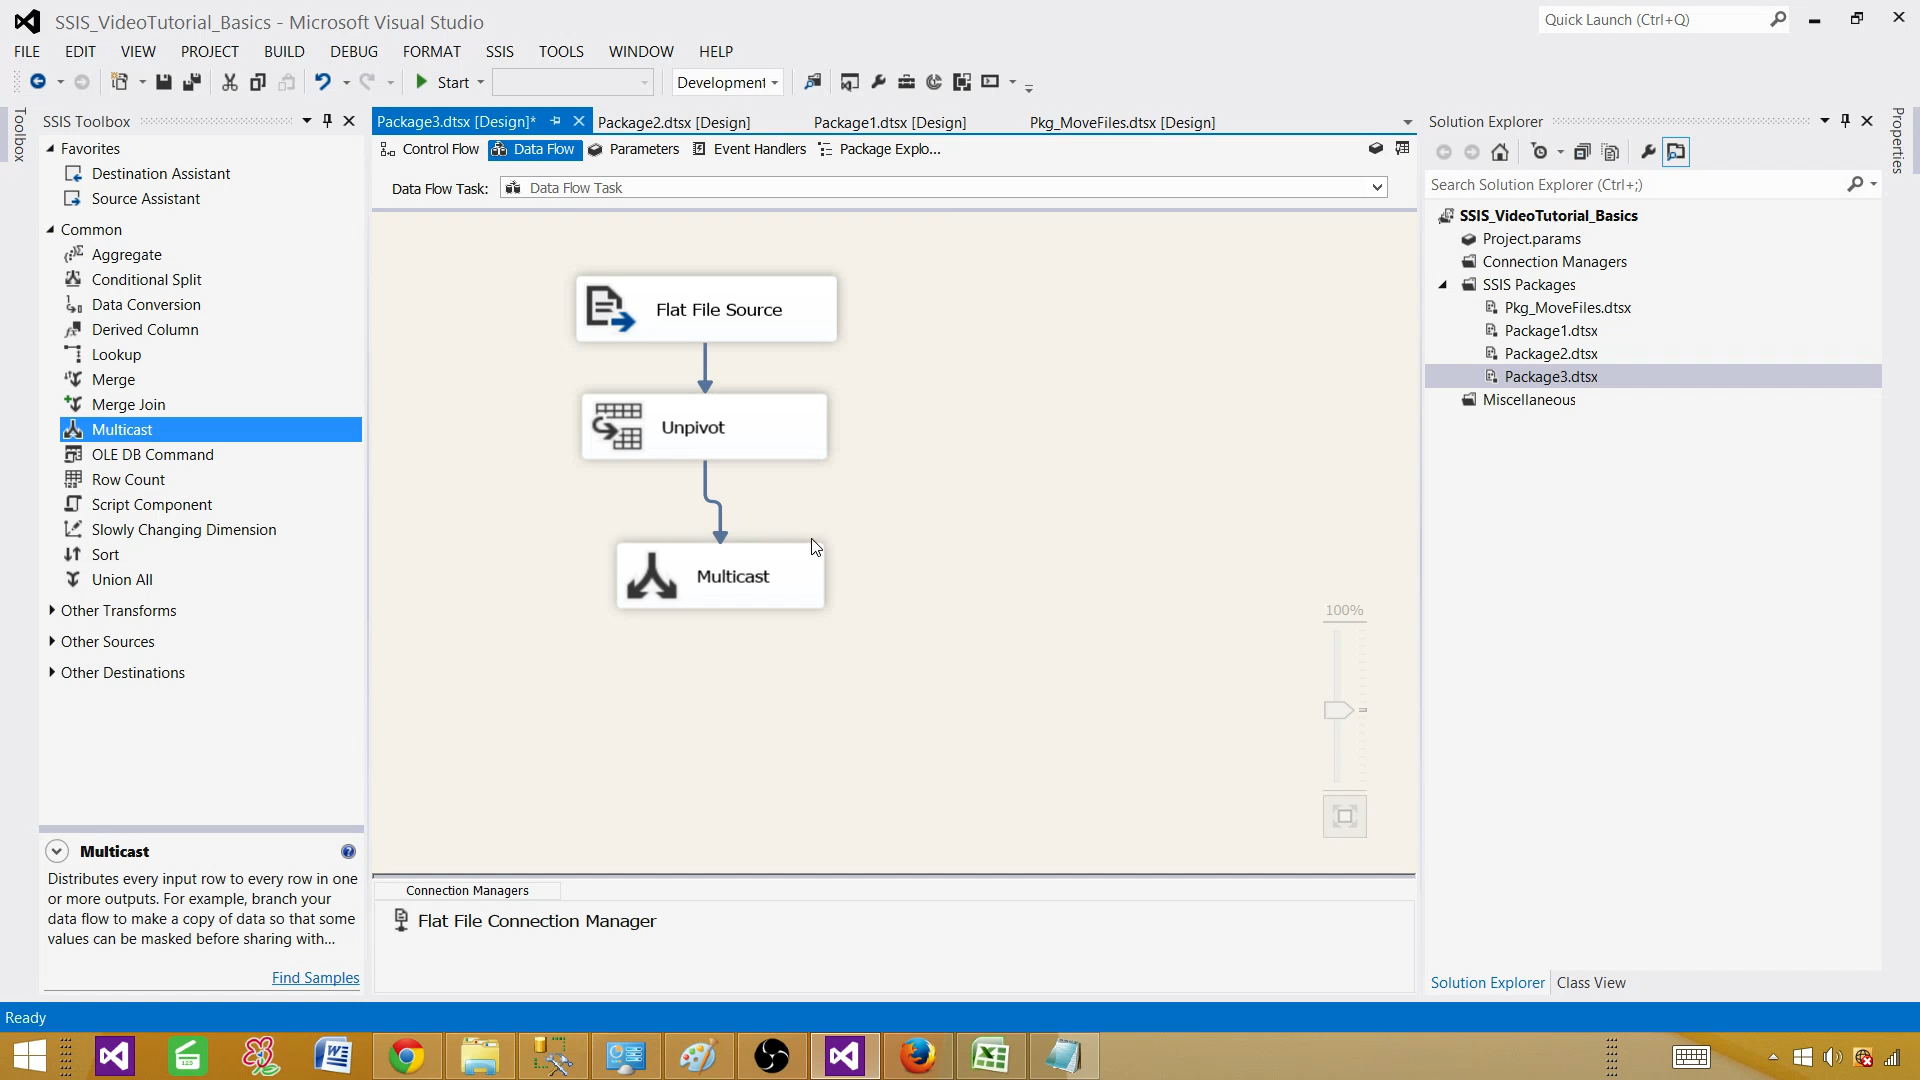 SSIS_VideoTutorial_Basics - Microsoft Visual Studio
Quick Launch (Ctrl+Q)
FILE EDIT VIEW PROJECT BUILD DEBUG FORMAT SSIS TOOLS WINDOW HELP
Start
Development
Toolbox
SSIS Toolbox
Favorites
Destination Assistant
Source Assistant
Common
Aggregate
Conditional Split
Data Conversion
Derived Column
Lookup
Merge
Merge Join
Multicast
OLE DB Command
Row Count
Script Component
Slowly Changing Dimension
Sort
Union All
Other Transforms
Other Sources
Other Destinations
Multicast
Distributes every input row to every row in one
or more outputs. For example, branch your
data flow to make a copy of data so that some
values can be masked before sharing with...
Find Samples
Package3.dtsx [Design]* Package2.dtsx [Design] Package1.dtsx [Design] Pkg_MoveFiles.dtsx [Design]
Control Flow Data Flow Parameters Event Handlers Package Explo...
Data Flow Task: Data Flow Task
Flat File Source
Unpivot
Multicast
100%
Connection Managers
Flat File Connection Manager
Solution Explorer
Search Solution Explorer (Ctrl+;)
SSIS_VideoTutorial_Basics
Project.params
Connection Managers
SSIS Packages
Pkg_MoveFiles.dtsx
Package1.dtsx
Package2.dtsx
Package3.dtsx
Miscellaneous
Solution Explorer Class View
Properties
Ready